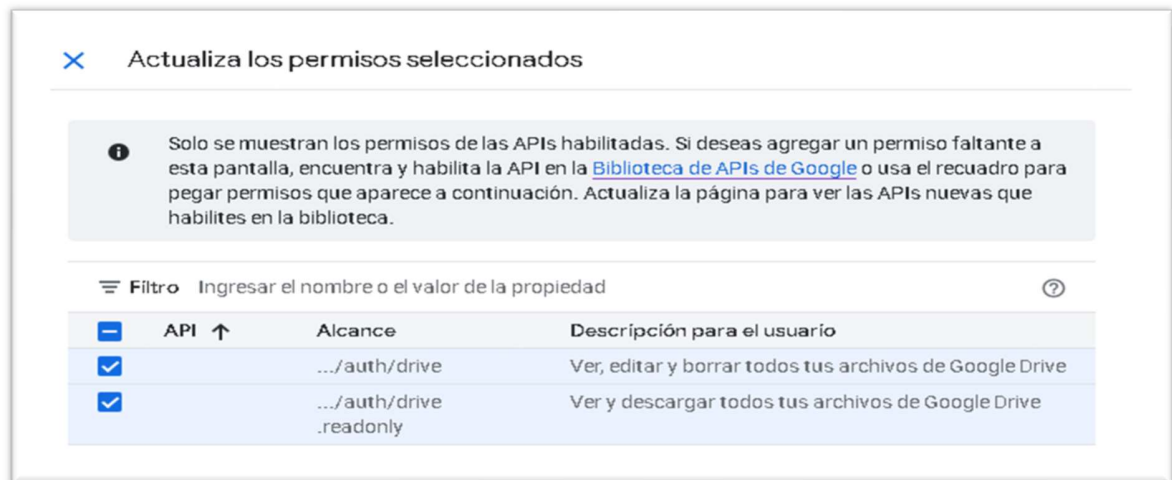 Actualiza los permisos seleccionados
Solo se muestran los permisos de las APIs habilitadas. Si deseas agregar un permiso faltante a
esta pantalla, encuentra y habilita la API en la Biblioteca de APIs de Google o usa el recuadro para
pegar permisos que aparece a continuación. Actualiza la página para ver las APIs nuevas que
habilites en la biblioteca.
Filtro Ingresar el nombre o el valor de la propiedad
API Alcance Descripción para el usuario
.../auth/drive Ver, editar y borrar todos tus archivos de Google Drive
.../auth/drive Ver y descargar todos tus archivos de Google Drive
.readonly